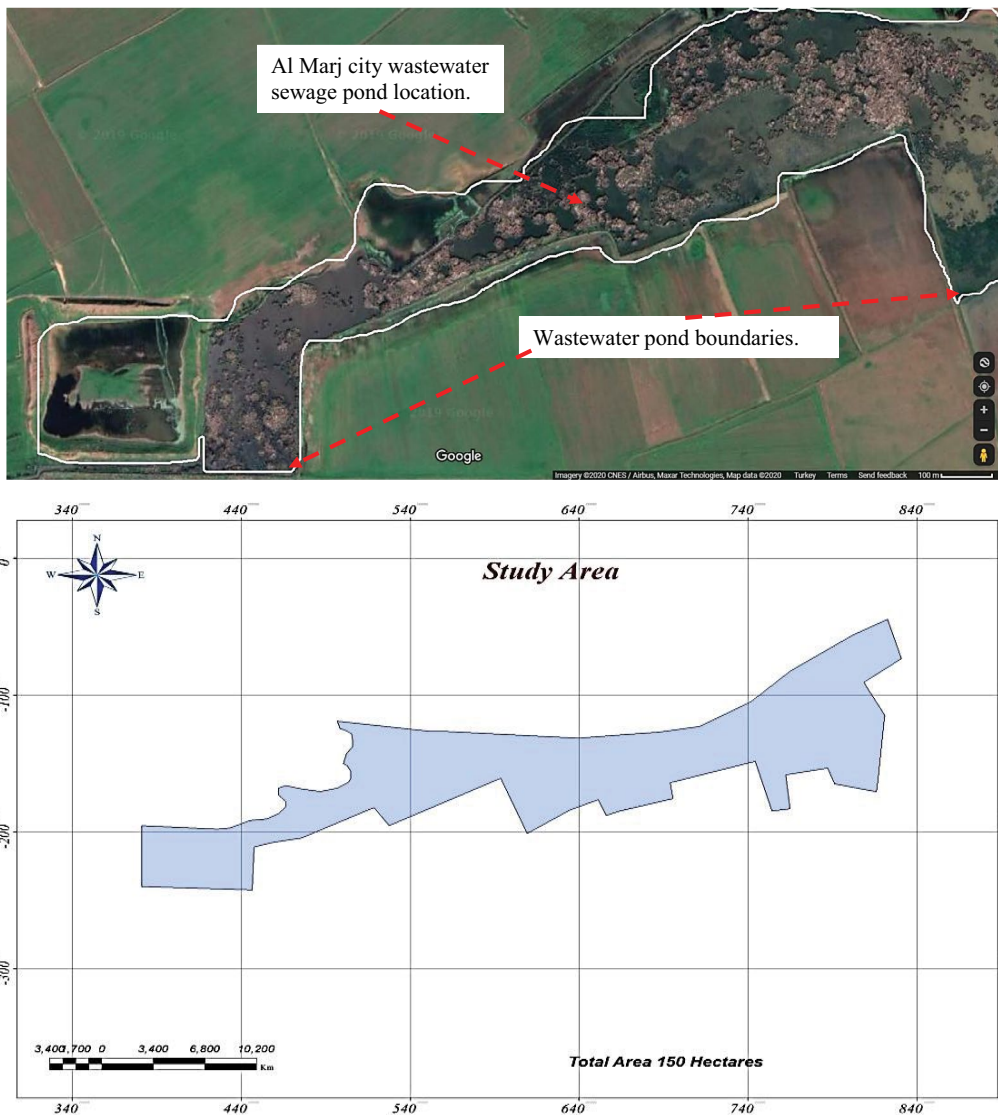 Al Marj city wastewater
sewage pond location.
© 2019 Google
© 2019 Google
Wastewater pond boundaries.
2019 Google
Google
Imagery ©2020 CNES / Airbus, Maxar Technologies, Map data ©2020 Turkey Terms Send feedback 100 m
340 440 540 640 740 840
N
W E
S
Study Area
0
-100
-200
-300
3,400 1,700 0 3,400 6,800 10,200
Km
Total Area 150 Hectares
340 440 540 640 740 840